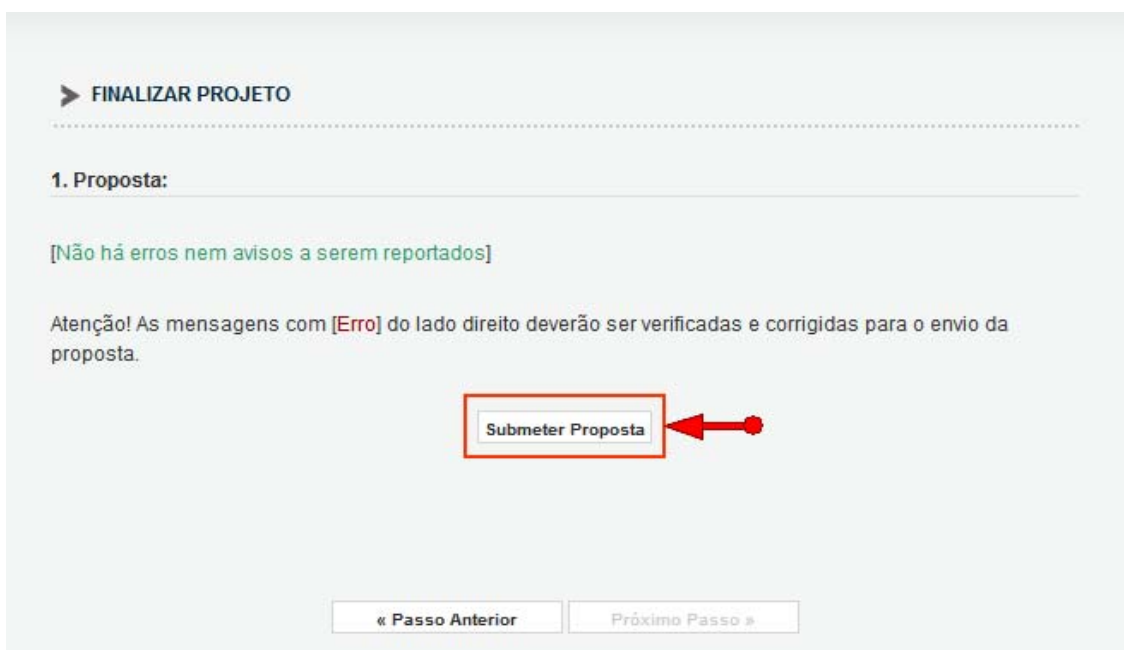 FINALIZAR PROJETO
1. Proposta:
[Não há erros nem avisos a serem reportados]
Atenção! As mensagens com [Erro] do lado direito deverão ser verificadas e corrigidas para o envio da
proposta.
Submeter Proposta
« Passo Anterior Próximo Passo »